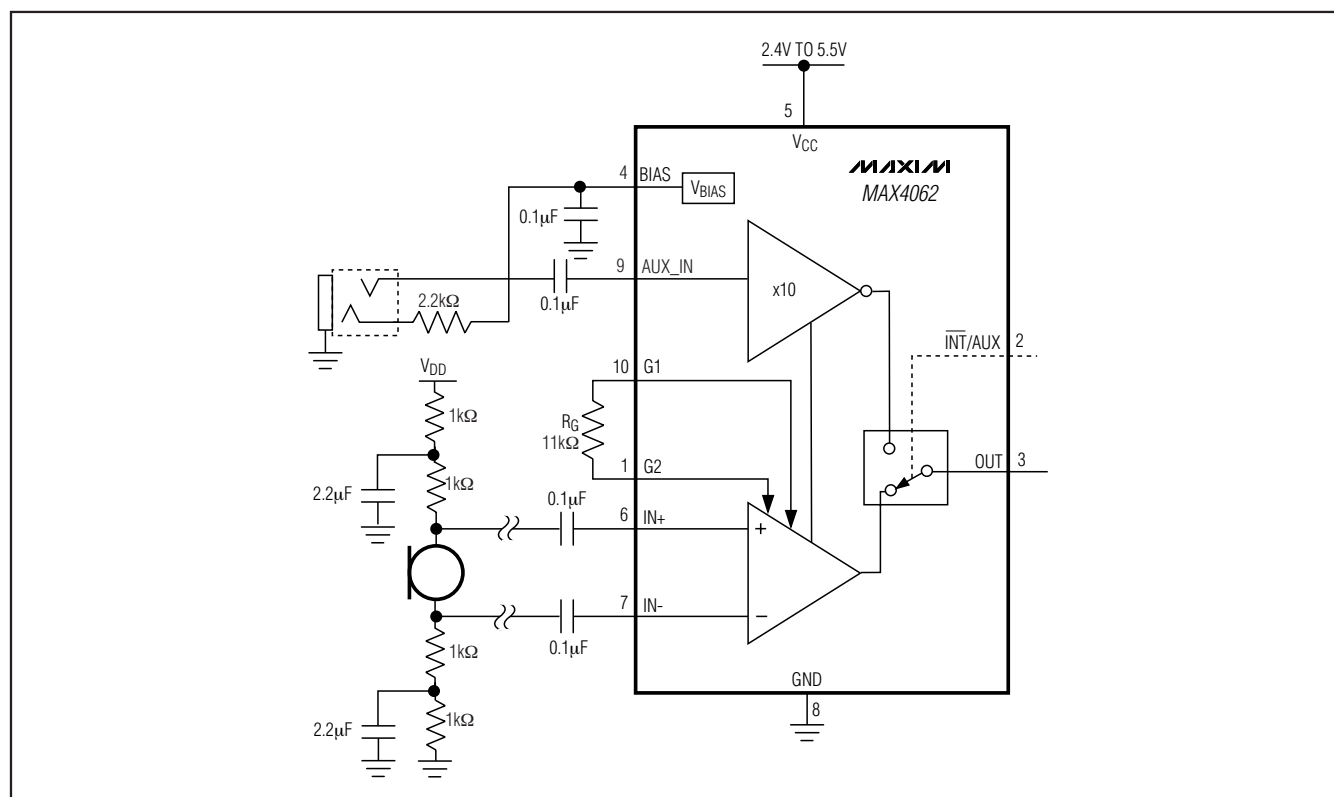 2.4V TO 5.5V
5
VCC
MAXIM
MAX4062
4 BIAS
VBIAS
0.1µF
9 AUX_IN
0.1µF
x10
2.2kΩ
INT/AUX 2
VDD
10 G1
1kΩ
RG
11kΩ
1 G2
OUT 3
1kΩ
2.2µF
0.1µF
6 IN+
+
7 IN-
−
0.1µF
1kΩ
GND
8
1kΩ
2.2µF